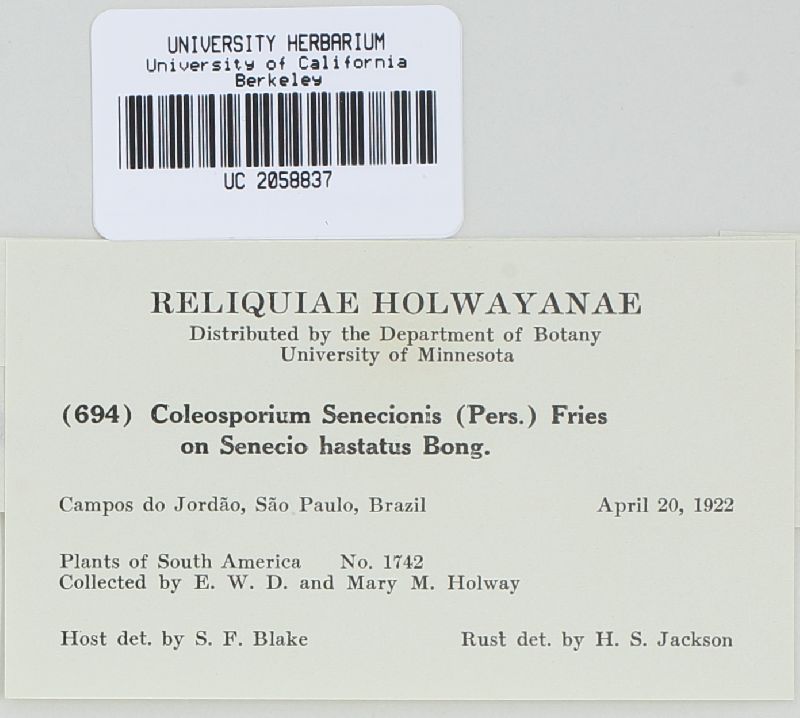 UNIVERSITY HERBARIUM
University of California
Berkeley
UC 2058837
RELIQUIAE HOLWAYANAE
Distributed by the Department of Botany
University of Minnesota
(694) Coleosporium Senecionis (Pers.) Fries
on Senecio hastatus Bong.
Campos do Jordão, São Paulo, Brazil April 20, 1922
Plants of South America No. 1742
Collected by E. W. D. and Mary M. Holway
Host det. by S. F. Blake Rust det. by H. S. Jackson